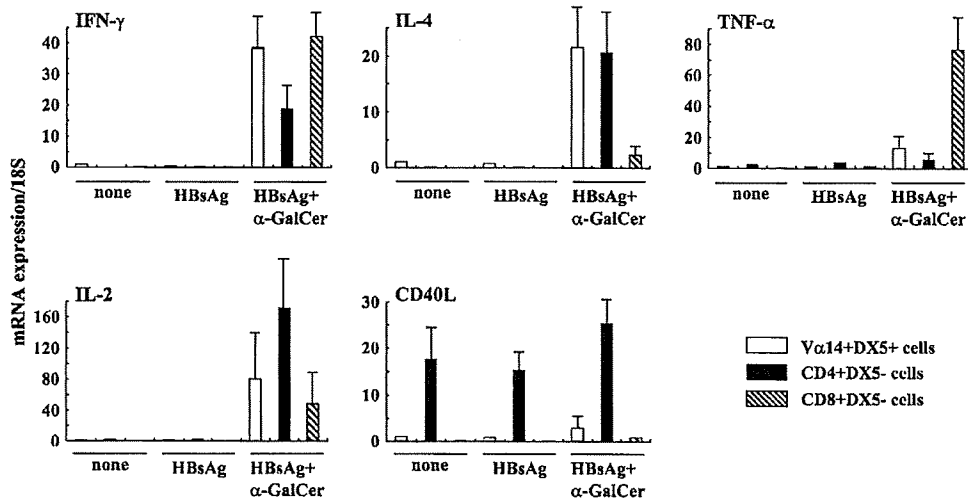 IFN-γ
40
30
20
10
0
none
HBsAg
HBsAg+
α-GalCer
IL-4
20
10
0
none
HBsAg
HBsAg+
α-GalCer
TNF-α
80
60
40
20
0
none
HBsAg
HBsAg+
α-GalCer
mRNA expression/18S
IL-2
160
120
80
40
0
none
HBsAg
HBsAg+
α-GalCer
CD40L
30
20
10
0
none
HBsAg
HBsAg+
α-GalCer
Vα14+DX5+ cells
CD4+DX5- cells
CD8+DX5- cells